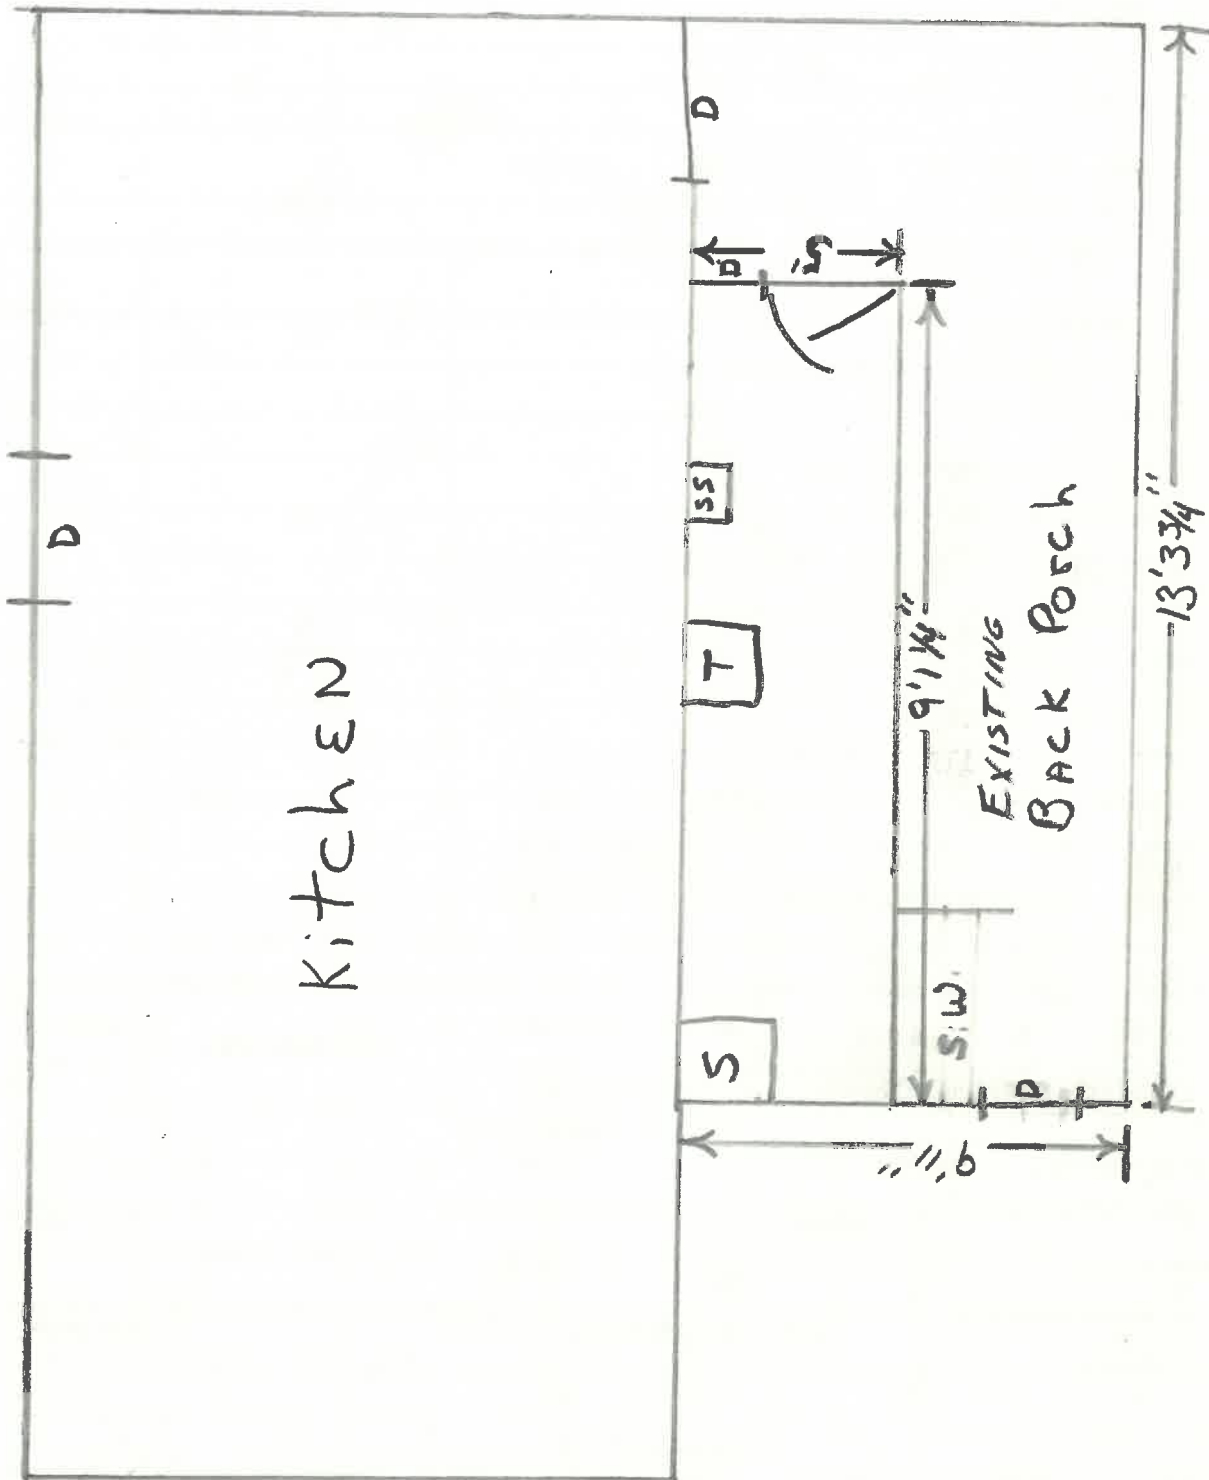 D
Kitchen
D
D
5'
SS
T
S
9'1¼"
S.W.
EXISTING
BACK Porch
D
9'11"
13'3¾"